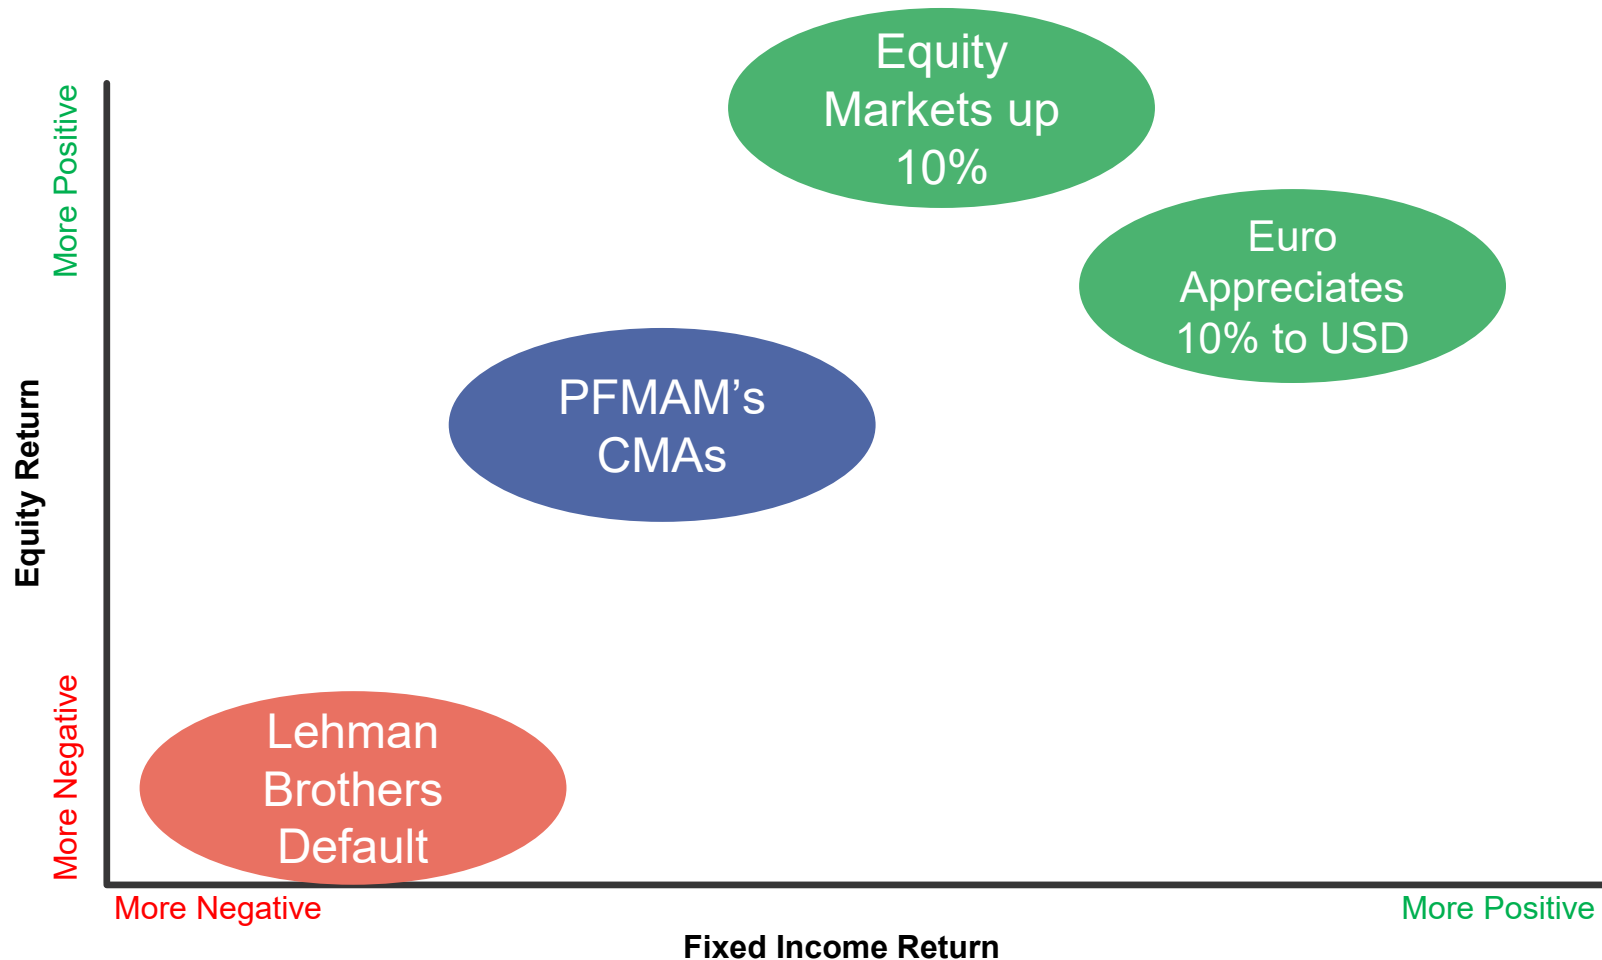 Equity
Markets up
10%
Euro
Appreciates
10% to USD
PFMAM’s
CMAs
Lehman
Brothers
Default
More Positive
Equity Return
More Negative
More Negative
More Positive
Fixed Income Return